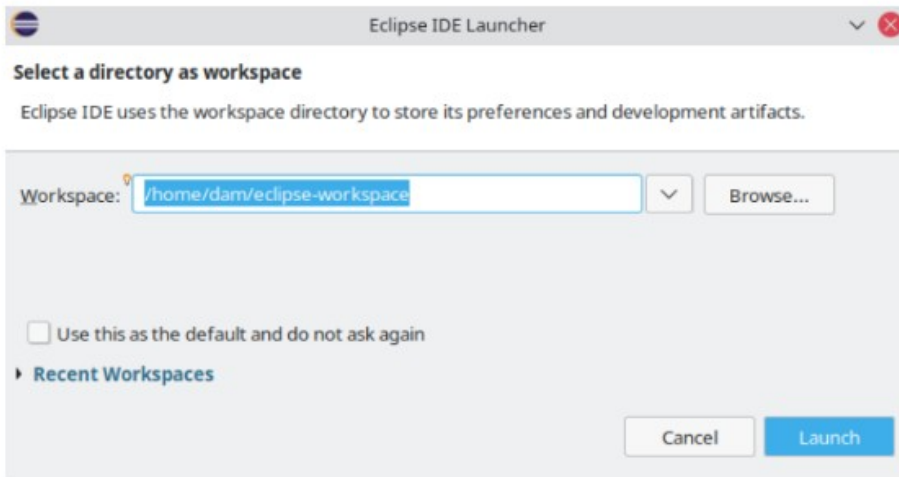 Eclipse IDE Launcher
Select a directory as workspace
Eclipse IDE uses the workspace directory to store its preferences and development artifacts.
Workspace: /home/dam/eclipse-workspace Browse...
Use this as the default and do not ask again
Recent Workspaces
Cancel Launch